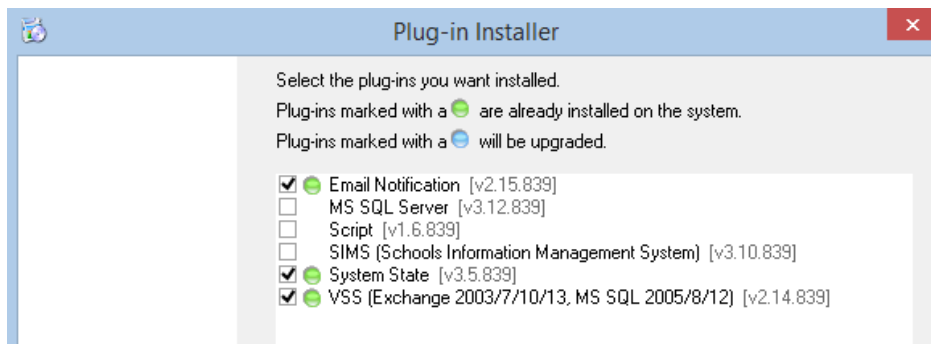 Plug-in Installer
Select the plug-ins you want installed.
Plug-ins marked with a are already installed on the system.
Plug-ins marked with a will be upgraded.
Email Notification [v2.15.839]
MS SQL Server [v3.12.839]
Script [v1.6.839]
SIMS (Schools Information Management System) [v3.10.839]
System State [v3.5.839]
VSS (Exchange 2003/7/10/13, MS SQL 2005/8/12) [v2.14.839]